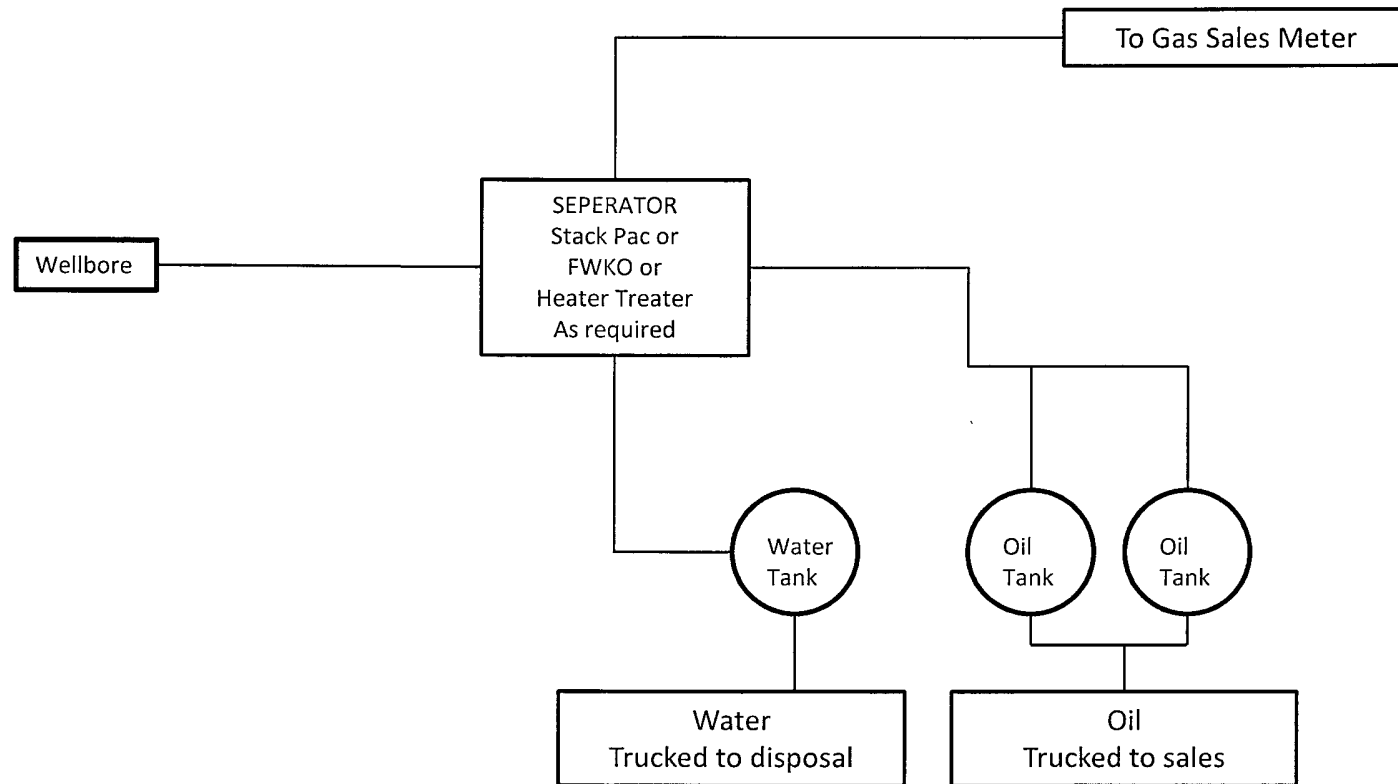 To Gas Sales Meter
SEPERATOR
Stack Pac or
FWKO or
Heater Treater
As required
Wellbore
Water
Tank
Oil
Tank
Oil
Tank
Water
Trucked to disposal
Oil
Trucked to sales